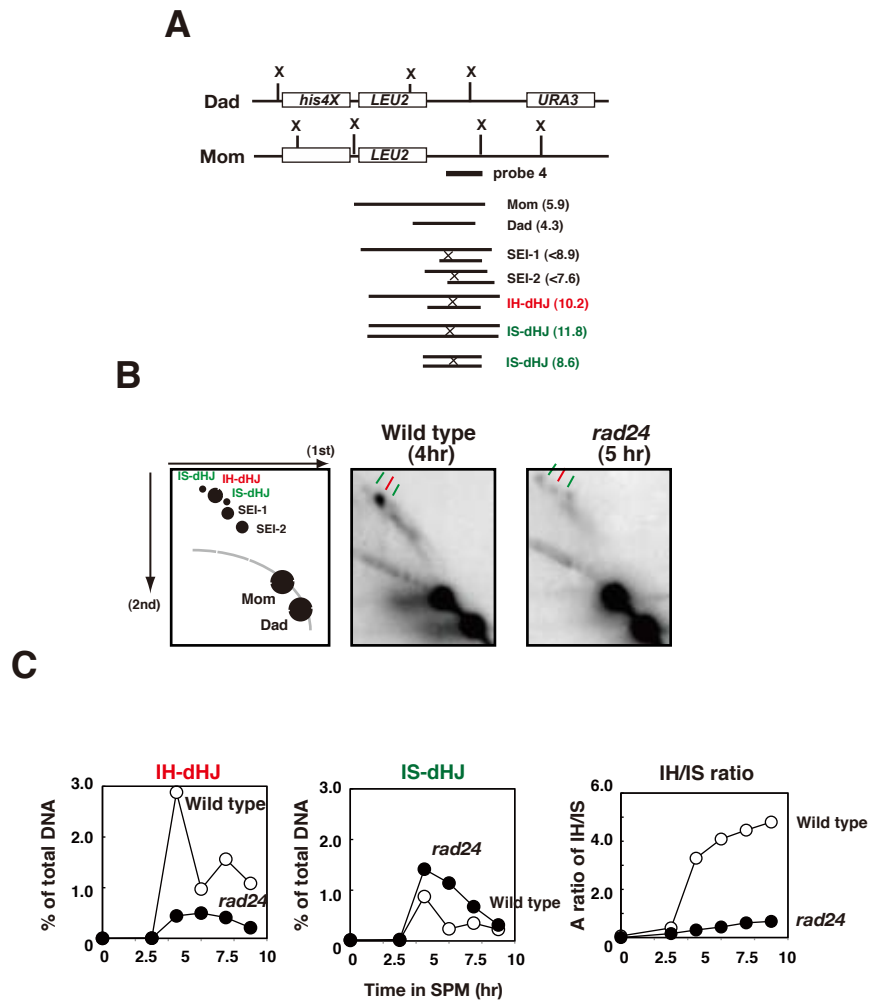 A
X
X
X
Dad
his4X
LEU2
URA3
X
X
X
X
Mom
LEU2
probe 4
Mom (5.9)
Dad (4.3)
SEI-1 (<8.9)
SEI-2 (<7.6)
IH-dHJ (10.2)
IS-dHJ (11.8)
IS-dHJ (8.6)
B
Wild type
(4hr)
rad24
(5 hr)
(1st)
IS-dHJ
IH-dHJ
IS-dHJ
SEI-1
SEI-2
Mom
Dad
(2nd)
C
IH-dHJ
% of total DNA
3.0
2.0
1.0
0
0
2.5
5
7.5
10
Wild type
rad24
IS-dHJ
% of total DNA
3.0
2.0
1.0
0
0
2.5
5
7.5
10
rad24
Wild type
Time in SPM (hr)
IH/IS ratio
A ratio of IH/IS
6.0
4.0
2.0
0
0
2.5
5
7.5
10
Wild type
rad24